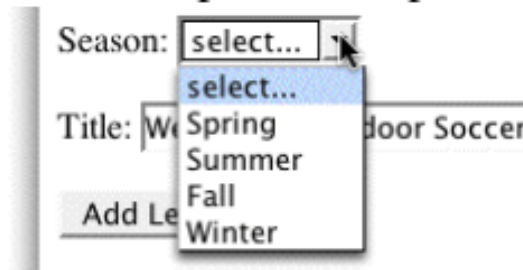 Season: select...
select...
Spring
Title: We door Soccer
Summer
Fall
Add Le
Winter